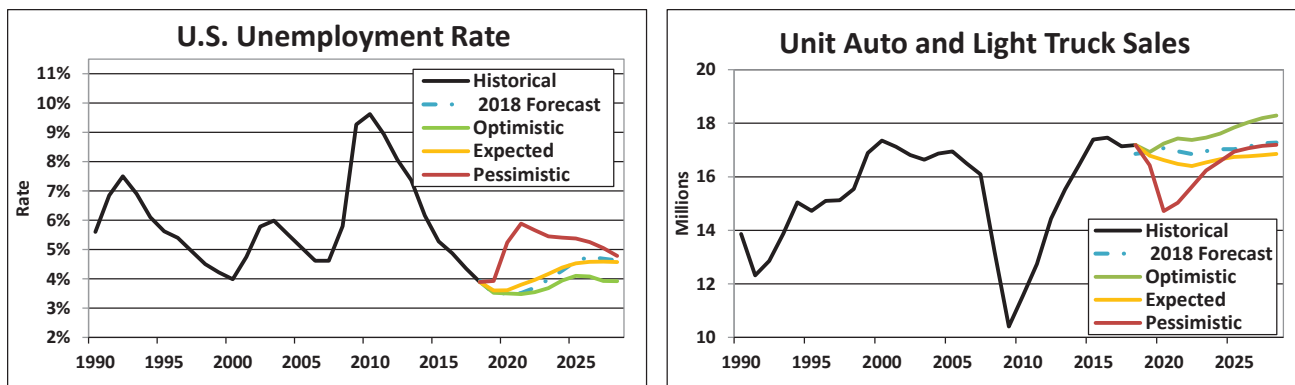 U.S. Unemployment Rate
11%
10%
9%
8%
7%
6%
5%
4%
3%
2%
Rate
Historical
2018 Forecast
Optimistic
Expected
Pessimistic
1990 1995 2000 2005 2010 2015 2020 2025
Unit Auto and Light Truck Sales
20
18
16
14
12
10
Millions
Historical
2018 Forecast
Optimistic
Expected
Pessimistic
1990 1995 2000 2005 2010 2015 2020 2025